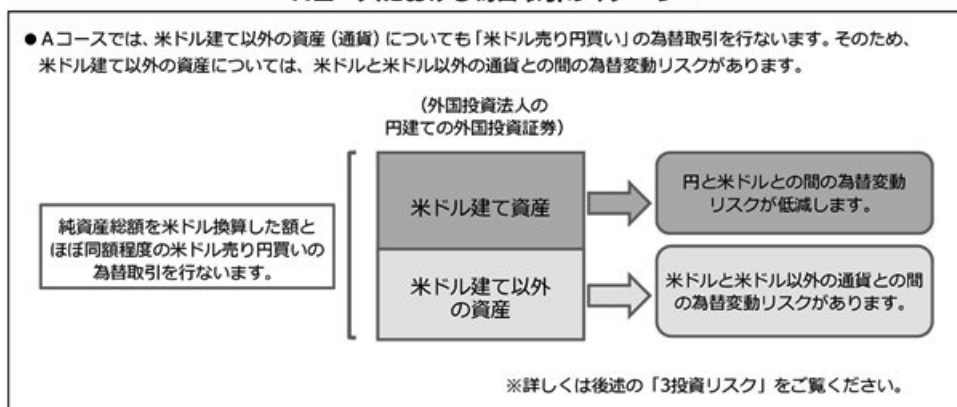 ● Aコースでは、米ドル建て以外の資産（通貨）についても「米ドル売り円買い」の為替取引を行ないます。そのため、
米ドル建て以外の資産については、米ドルと米ドル以外の通貨との間の為替変動リスクがあります。
（外国投資法人の
円建ての外国投資証券）
純資産総額を米ドル換算した額と
ほぼ同額程度の米ドル売り円買いの
為替取引を行ないます。
米ドル建て資産
円と米ドルとの間の為替変動
リスクが低減します。
米ドル建て以外
の資産
米ドルと米ドル以外の通貨との間
の為替変動リスクがあります。
※詳しくは後述の「3投資リスク」をご覧ください。